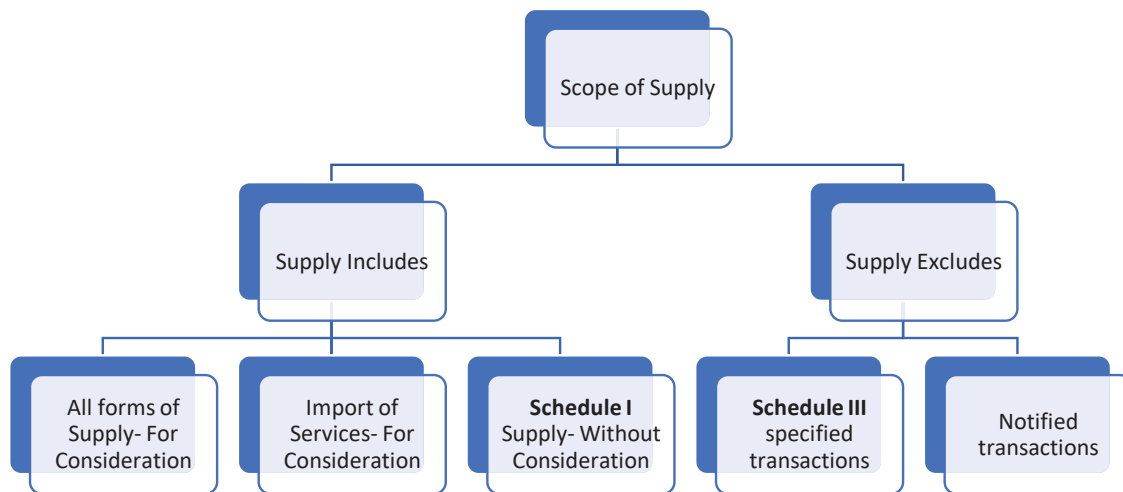 Scope of Supply
Supply Includes
Supply Excludes
All forms of
Supply- For
Consideration
Import of
Services- For
Consideration
Schedule I
Supply- Without
Consideration
Schedule III
specified
transactions
Notified
transactions